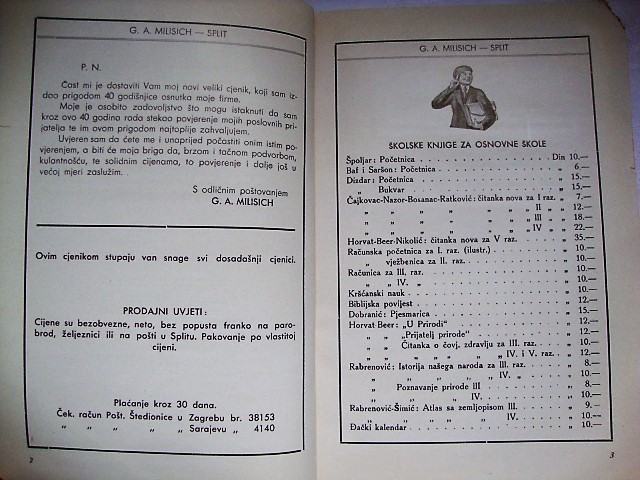 G. A. MILISICH — SPLIT
P. N.
Čast mi je dostaviti Vam moj novi veliki cjenik, koji sam iz-
dao prigodom 40 godišnjice osnutka moje firme.
Moje je osobito zadovoljstvo što mogu istaknuti da sam
kroz ovo 40 godina rada stekao povjerenje mojih poslovnih pri-
jatelja te im ovom prigodom najtoplije zahvaljujem.
Uvjeren sam da ćete me i unaprijed počastiti onim istim po-
vjerenjem, a biti će moja briga da, brzom i tačnom podvorbom,
kulantnošću, te solidnim cijenama, to povjerenje i dalje još u
većoj mjeri zaslužim.
S odličnim poštovanjem
G. A. MILISICH
Ovim cjenikom stupaju van snage svi dosadašnji cjenici.
PRODAJNI UVJETI:
Cijene su bezobvezne, neto, bez popusta franko na paro-
brod, željeznici ili na pošti u Splitu. Pakovanje po vlastitoj
cijeni.
Plaćanje kroz 30 dana.
Ček. račun Pošt. Štedionice u Zagrebu br. 38153
„ „ „ „ „ Sarajevu „ 4140
2
G. A. MILISICH — SPLIT
ŠKOLSKE KNJIGE ZA OSNOVNE ŠKOLE
Špoljar: Početnica . . . Din 10.—
Baf i Saršon: Početnica . . . „ 6.—
Disdar: Početnica . . . „ 15.—
„ Bukvar . . . „ 15.—
Čajkovac-Nazor-Bosanac-Ratković: čitanka nova za I raz. „ 7.—
„ „ „ „ „ „ „ II „ „ 12.—
„ „ „ „ „ „ „ III „ „ 18.—
„ „ „ „ „ „ „ IV „ „ 22.—
Horvat-Beer-Nikolić: čitanka nova za V raz. . . . „ 35.—
Računska početnica za I. raz. (ilustr.) . . . „ 10.—
„ vježbenica za II. raz. . . . „ 10.—
Računica za III. raz. . . . „ 10.—
„ „ IV. „ . . . „ 10.—
Kršćanski nauk . . . „ 10.—
Biblijska povijest . . . „ 12.—
Dobranić: Pjesmarica . . . „ 15.—
Horvat-Beer: „U Prirodi“ . . . „ 12.—
„ „ „Prijatelj prirode“ . . . „ 12.—
„ „ Čitanka o čovj. zdravlju za III. raz. . . . „ 10.—
„ „ „ „ „ „ IV. i V. raz. „ 12.—
Rabrenović: Istorija našega naroda za III. raz. . . . „ 8.—
„ „ „ „ „ IV. „ . . . „ 10.—
„ Poznavanje prirode III . . . „ 8.—
„ „ „ IV. . . . „ 10.—
Rabrenović-Šimić: Atlas sa zemljopisom III. . . . „ 9.—
„ „ „ „ „ IV. . . . „ 10.—
Đački kalendar . . . „ 10.—
3